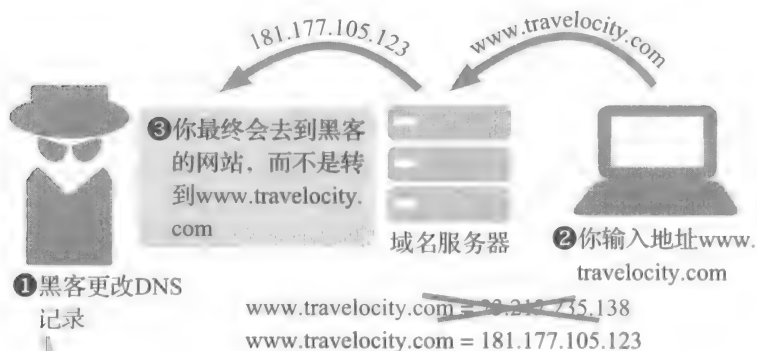 181.177.105.123
www.travelocity.com
❸你最终会去到黑客
的网站，而不是转
到www.travelocity.
com
域名服务器
❷你输入地址www.
travelocity.com
❶黑客更改DNS
记录
www.travelocity.com = .138
www.travelocity.com = 181.177.105.123